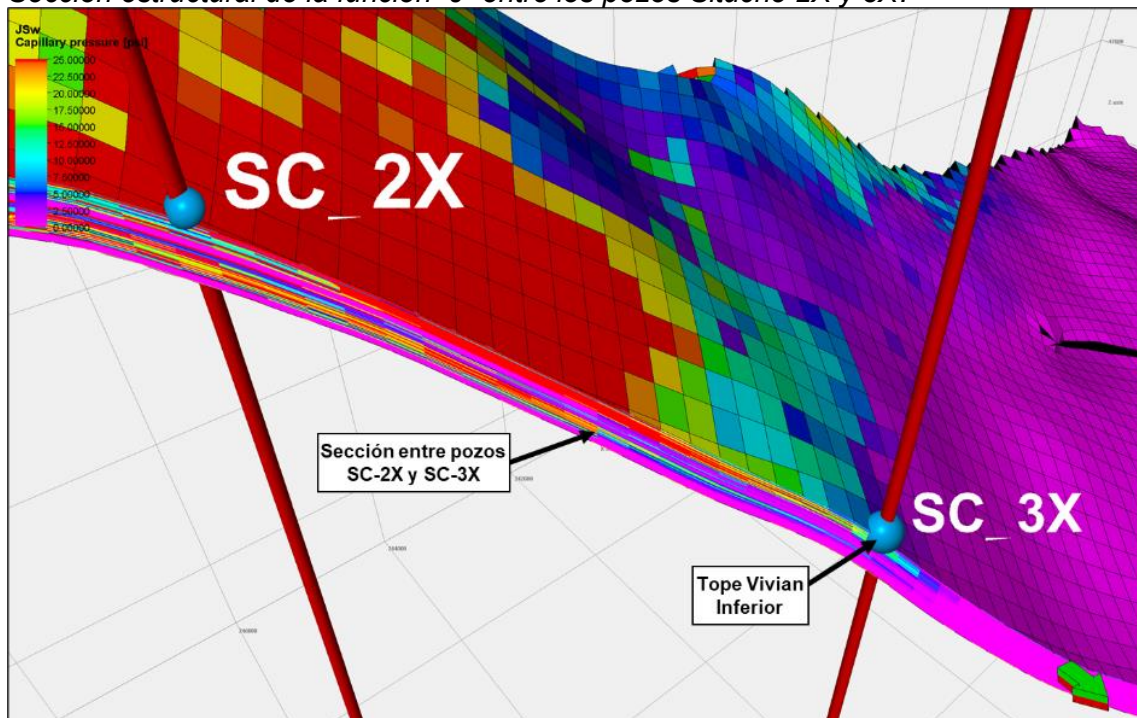 Sección estructural de la función "J" entre los pozos Situche 2X y 3X.
JSw
Capillary pressure [psi]
25.00000
22.50000
20.00000
17.50000
15.00000
12.50000
10.00000
7.50000
5.00000
2.50000
0.00000
SC_2X
Sección entre pozos
SC-2X y SC-3X
SC_3X
Tope Vivian
Inferior